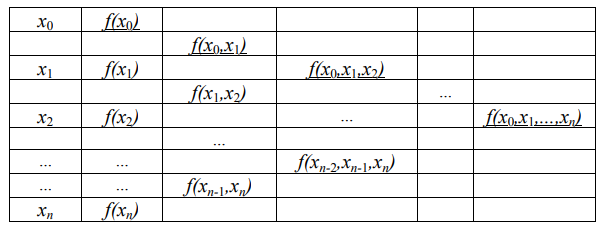 x₀ f(x₀)
f(x₀,x₁)
x₁ f(x₁) f(x₀,x₁,x₂)
f(x₁,x₂) ...
x₂ f(x₂) ... f(x₀,x₁,...,xₙ)
...
... ... f(xₙ₋₂,xₙ₋₁,xₙ)
... ... f(xₙ₋₁,xₙ)
xₙ f(xₙ)